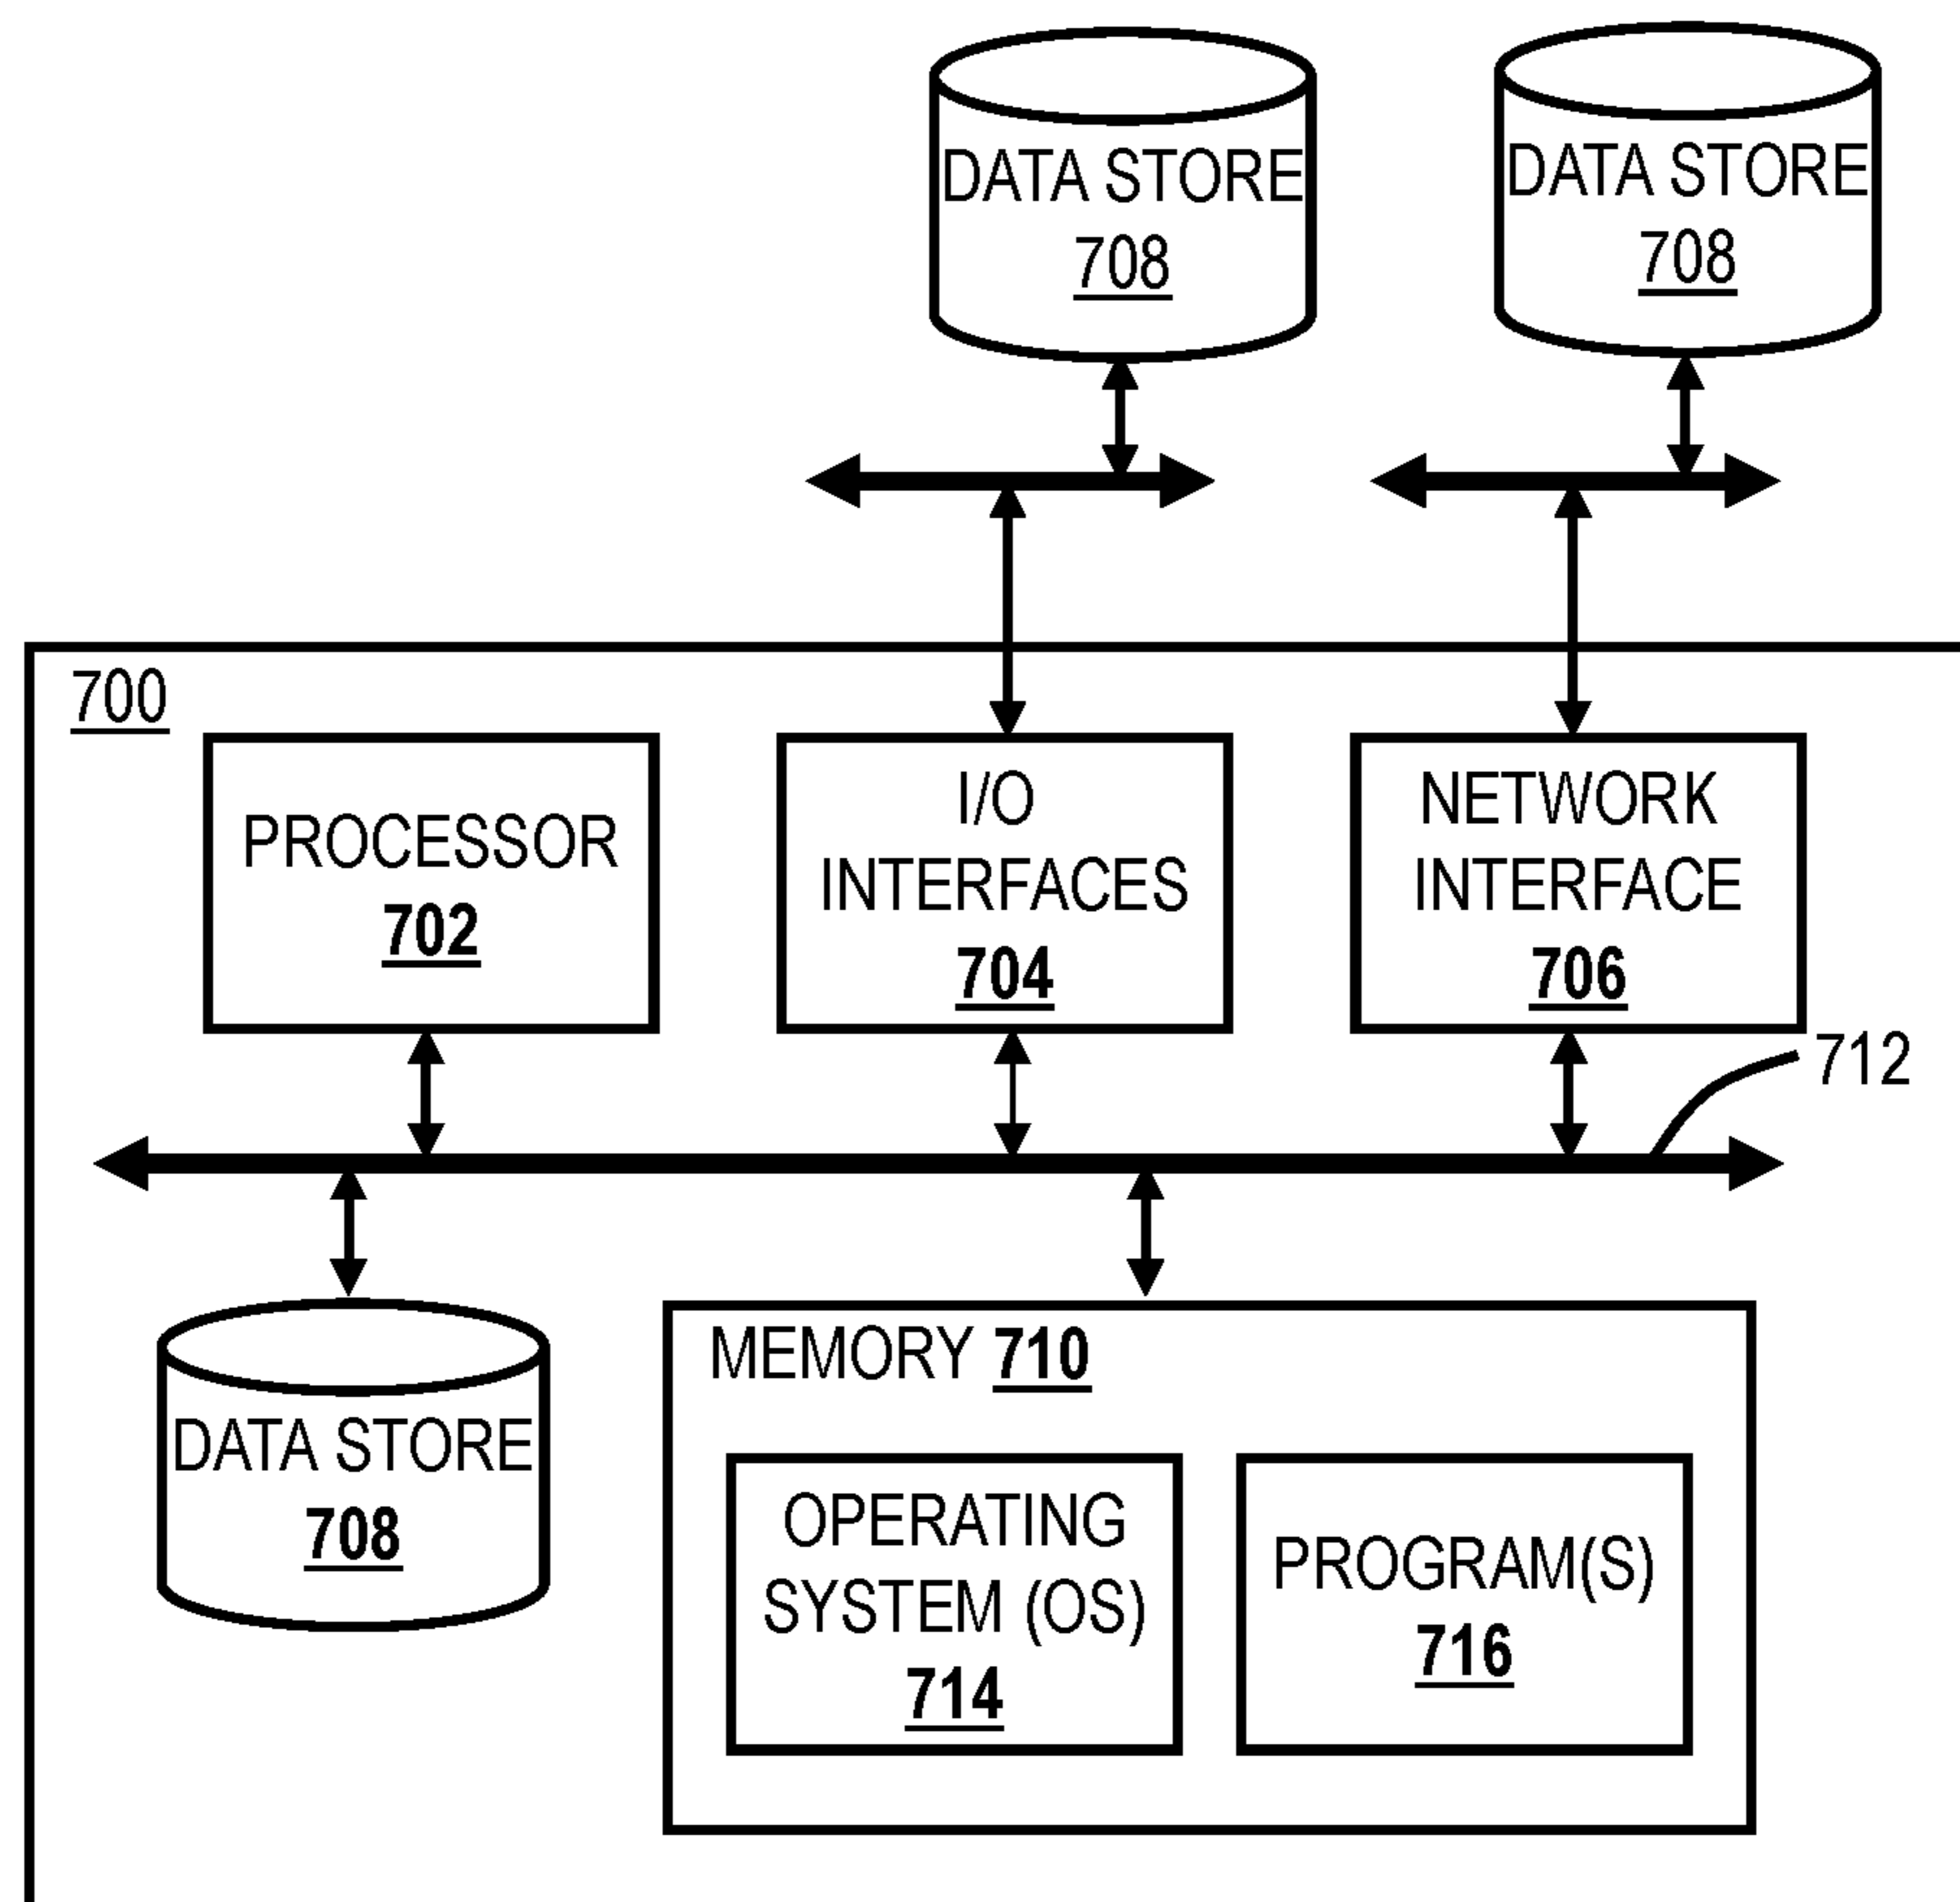 DATA STORE
708
DATA STORE
708
700
PROCESSOR
702
I/O
INTERFACES
704
NETWORK
INTERFACE
706
712
DATA STORE
708
MEMORY 710
OPERATING
SYSTEM (OS)
714
PROGRAM(S)
716